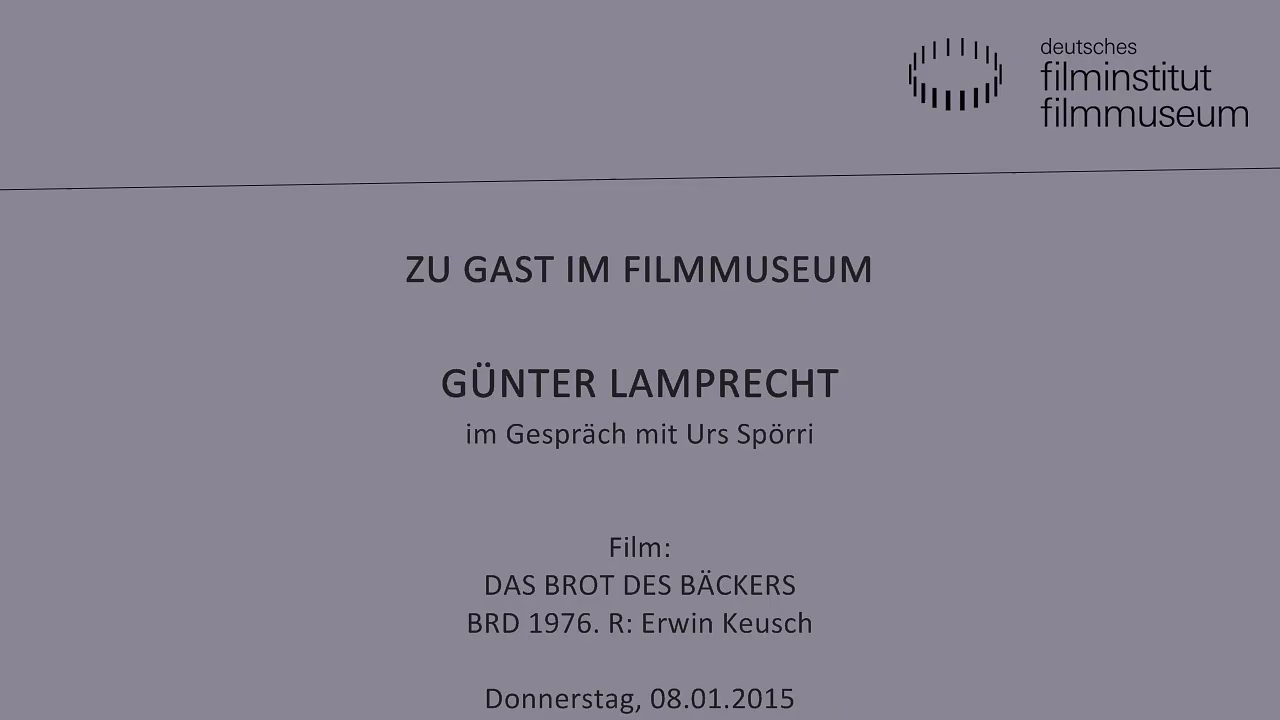 deutsches
filminstitut
filmmuseum
ZU GAST IM FILMMUSEUM
GÜNTER LAMPRECHT
im Gespräch mit Urs Spörri
Film:
DAS BROT DES BÄCKERS
BRD 1976. R: Erwin Keusch
Donnerstag, 08.01.2015